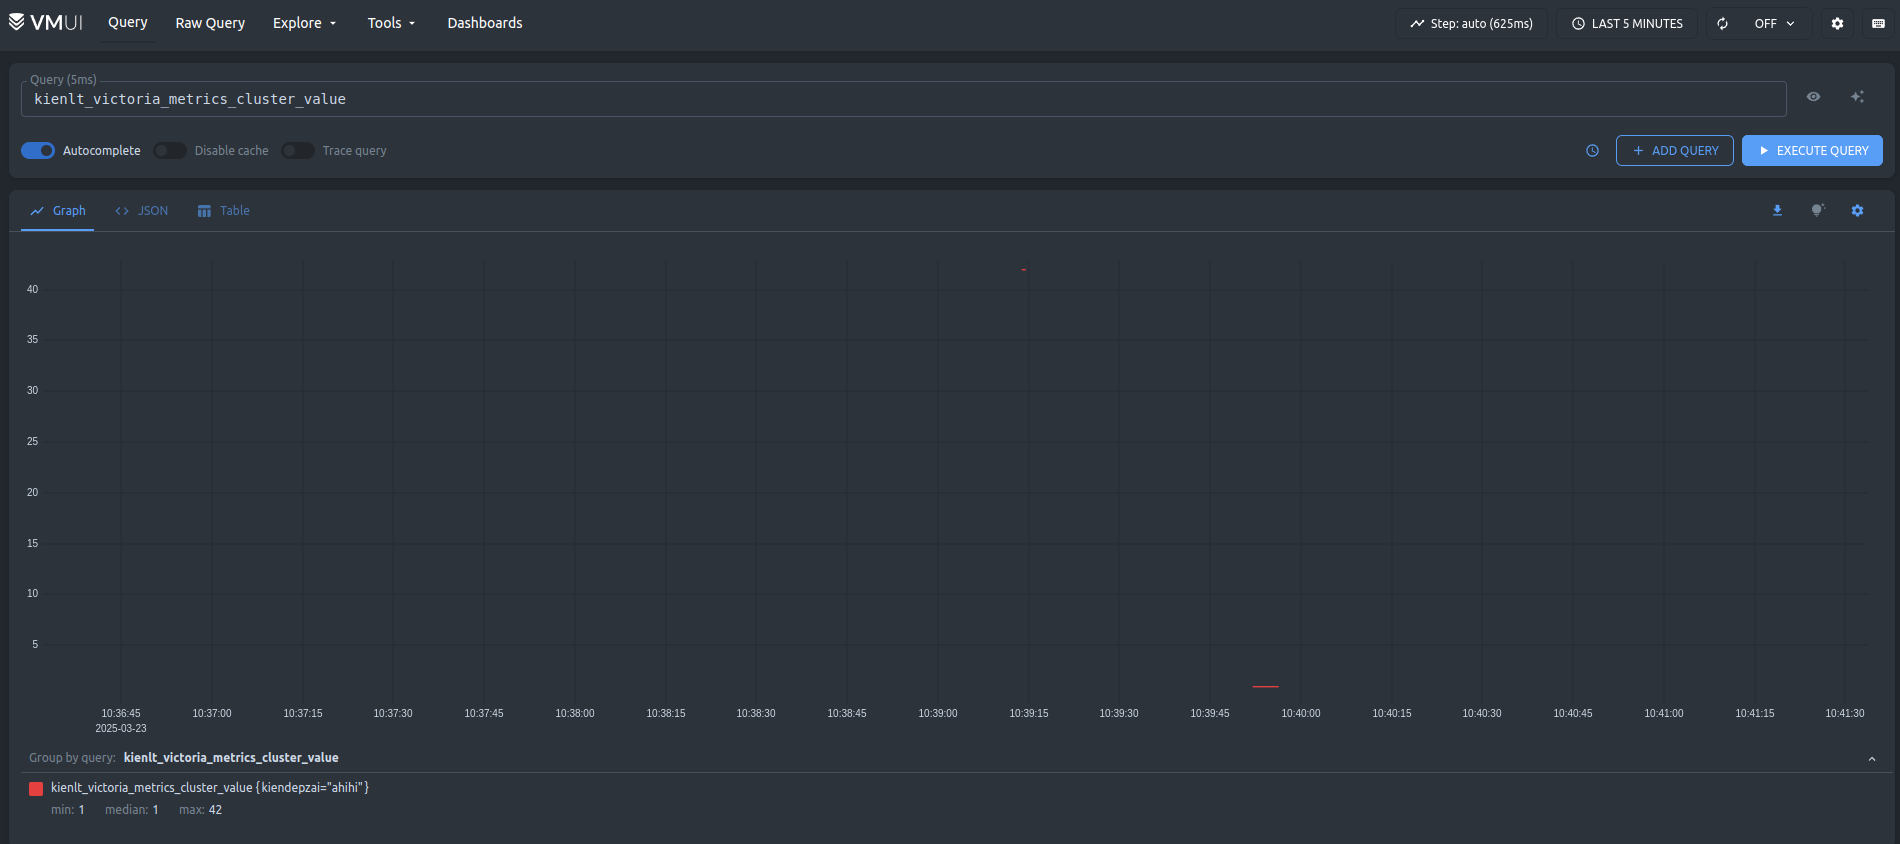 VMUI Query Raw Query Explore Tools Dashboards Step: auto (625ms) LAST 5 MINUTES OFF
Query (5ms)
kienlt_victoria_metrics_cluster_value
Autocomplete Disable cache Trace query ADD QUERY EXECUTE QUERY
Graph JSON Table
40
35
30
25
20
15
10
5
10:36:45 10:37:00 10:37:15 10:37:30 10:37:45 10:38:00 10:38:15 10:38:30 10:38:45 10:39:00 10:39:15 10:39:30 10:39:45 10:40:00 10:40:15 10:40:30 10:40:45 10:41:00 10:41:15 10:41:30
2025-03-23
Group by query: kienlt_victoria_metrics_cluster_value
kienlt_victoria_metrics_cluster_value {kiendepzai="ahihi"}
min: 1 median: 1 max: 42